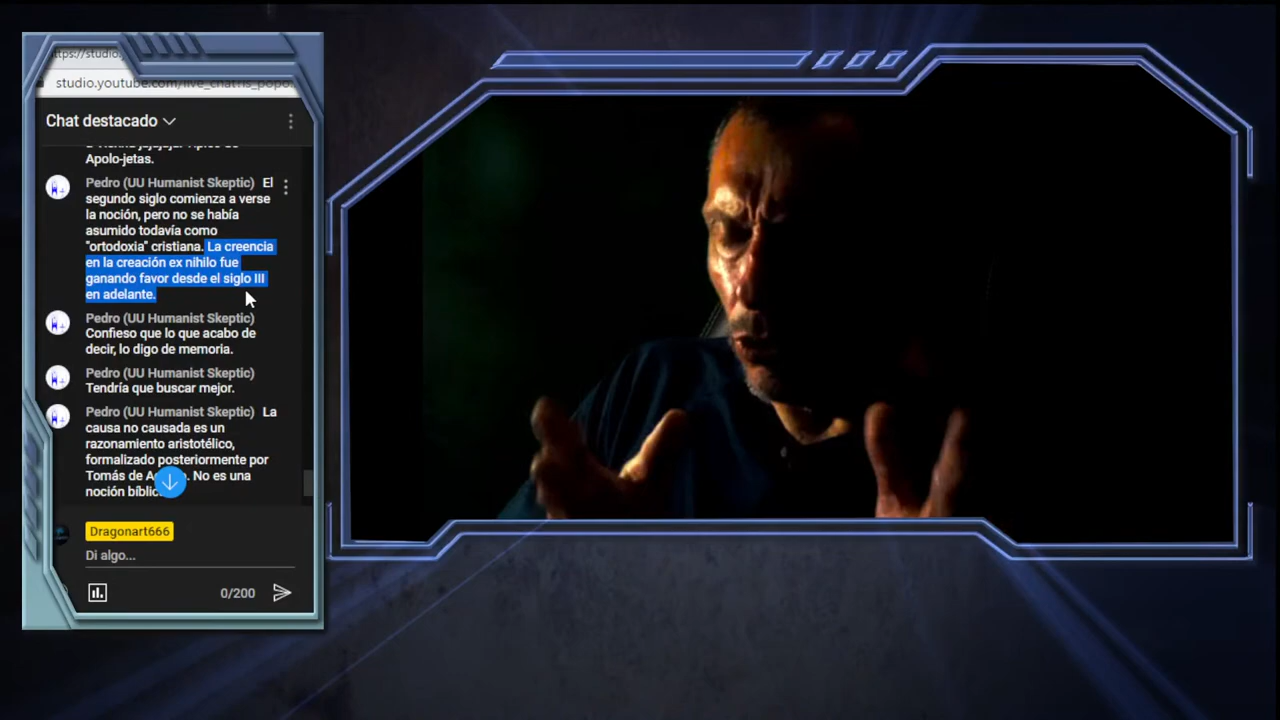 studio.youtube.com/live_chat?is_popo
Chat destacado
Apolo-jetas.
Pedro (UU Humanist Skeptic) El
segundo siglo comienza a verse
la noción, pero no se había
asumido todavía como
"ortodoxia" cristiana. La creencia
en la creación ex nihilo fue
ganando favor desde el siglo III
en adelante.
Pedro (UU Humanist Skeptic)
Confieso que lo que acabo de
decir, lo digo de memoria.
Pedro (UU Humanist Skeptic)
Tendría que buscar mejor.
Pedro (UU Humanist Skeptic) La
causa no causada es un
razonamiento aristotélico,
formalizado posteriormente por
Tomás de No es una
noción
Dragonart666
Di algo...
0/200